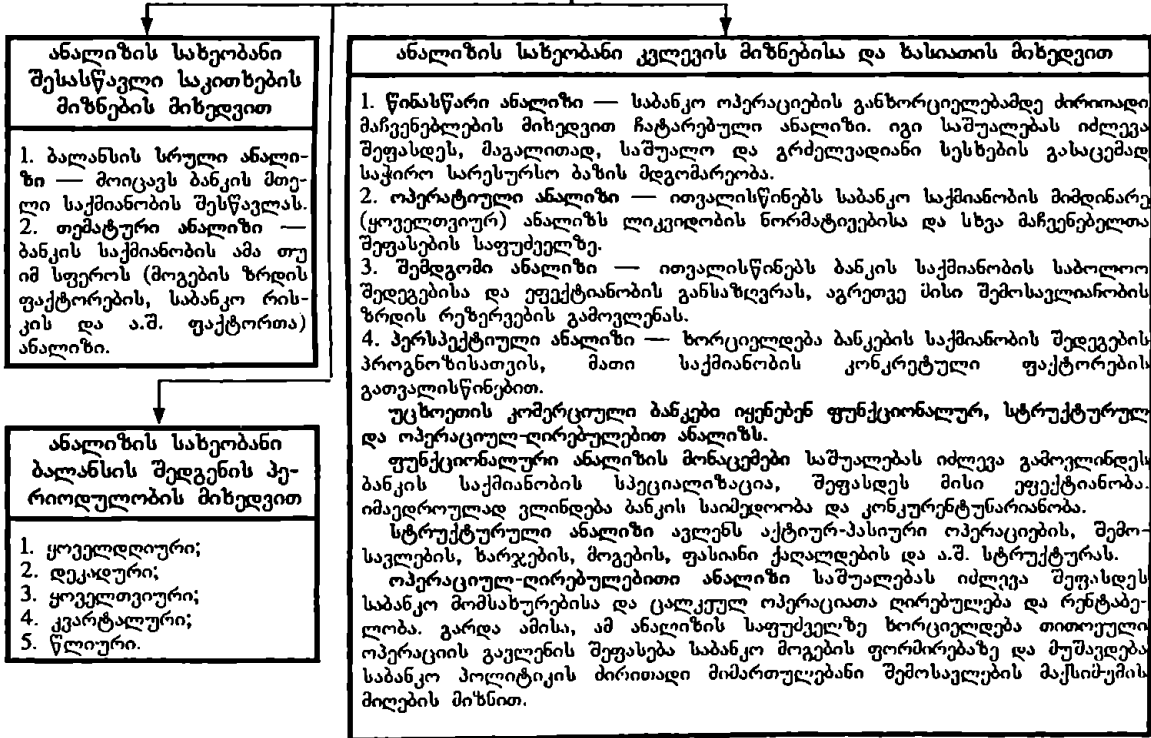 ანალიზის სახეობანი
შესასწავლი საკითხების
მიზნების მიხედვით
1. ბალანსის სრული ანალი-
ზი — მოიცავს ბანკის მთე-
ლი საქმიანობის შესწავლას.
2. თემატური ანალიზი —
ბანკის საქმიანობის ამა თუ
იმ სფეროს (მოგების ზრდის
ფაქტორების, საბანკო რის-
კის და ა.შ. ფაქტორთა)
ანალიზი.
ანალიზის სახეობანი
ბალანსის შედგენის პე-
რიოდულობის მიხედვით
1. ყოველდღიური;
2. დეკადური;
3. ყოველთვიური;
4. კვარტალური;
5. წლიური.
ანალიზის სახეობანი კვლევის მიზნებისა და ხასიათის მიხედვით
1. წინასწარი ანალიზი — საბანკო ოპერაციების განხორციელებამდე ძირითადი
მაჩვენებლების მიხედვით ჩატარებული ანალიზი. იგი საშუალებას იძლევა
შეფასდეს, მაგალითად, საშუალო და გრძელვადიანი სესხების გასაცემად
საჭირო სარესურსო ბაზის მდგომარეობა.
2. ოპერატიული ანალიზი — ითვალისწინებს საბანკო საქმიანობის მიმდინარე
(ყოველთვიურ) ანალიზს ლიკვიდობის ნორმატივებისა და სხვა მაჩვენებელთა
შეფასების საფუძველზე.
3. შემდგომი ანალიზი — ითვალისწინებს ბანკის საქმიანობის საბოლოო
შედეგებისა და ეფექტიანობის განსაზღვრას, აგრეთვე მისი შემოსავლიანობის
ზრდის რეზერვების გამოვლენას.
4. პერსპექტიული ანალიზი — ხორციელდება ბანკების საქმიანობის შედეგების
პროგნოზისათვის, მათი საქმიანობის კონკრეტული ფაქტორების
გათვალისწინებით.
უცხოეთის კომერციული ბანკები იყენებენ ფუნქციონალურ, სტრუქტურულ
და ოპერაციულ-ღირებულებით ანალიზს.
ფუნქციონალური ანალიზის მონაცემები საშუალებას იძლევა გამოვლინდეს
ბანკის საქმიანობის სპეციალიზაცია, შეფასდეს მისი ეფექტიანობა.
იმავდროულად ვლინდება ბანკის საიმედოობა და კონკურენტუნარიანობა.
სტრუქტურული ანალიზი ავლენს აქტიურ-პასიური ოპერაციების, შემო-
სავლების, ხარჯების, მოგების, ფასიანი ქაღალდების და ა.შ. სტრუქტურას.
ოპერაციულ-ღირებულებითი ანალიზი საშუალებას იძლევა შეფასდეს
საბანკო მომსახურებისა და ცალკეულ ოპერაციათა ღირებულება და რენტაბე-
ლობა. გარდა ამისა, ამ ანალიზის საფუძველზე ხორციელდება თითოეული
ოპერაციის გავლენის შეფასება საბანკო მოგების ფორმირებაზე და მუშავდება
საბანკო პოლიტიკის ძირითადი მიმართულებანი შემოსავლების მაქსიმუმის
მიღების მიზნით.